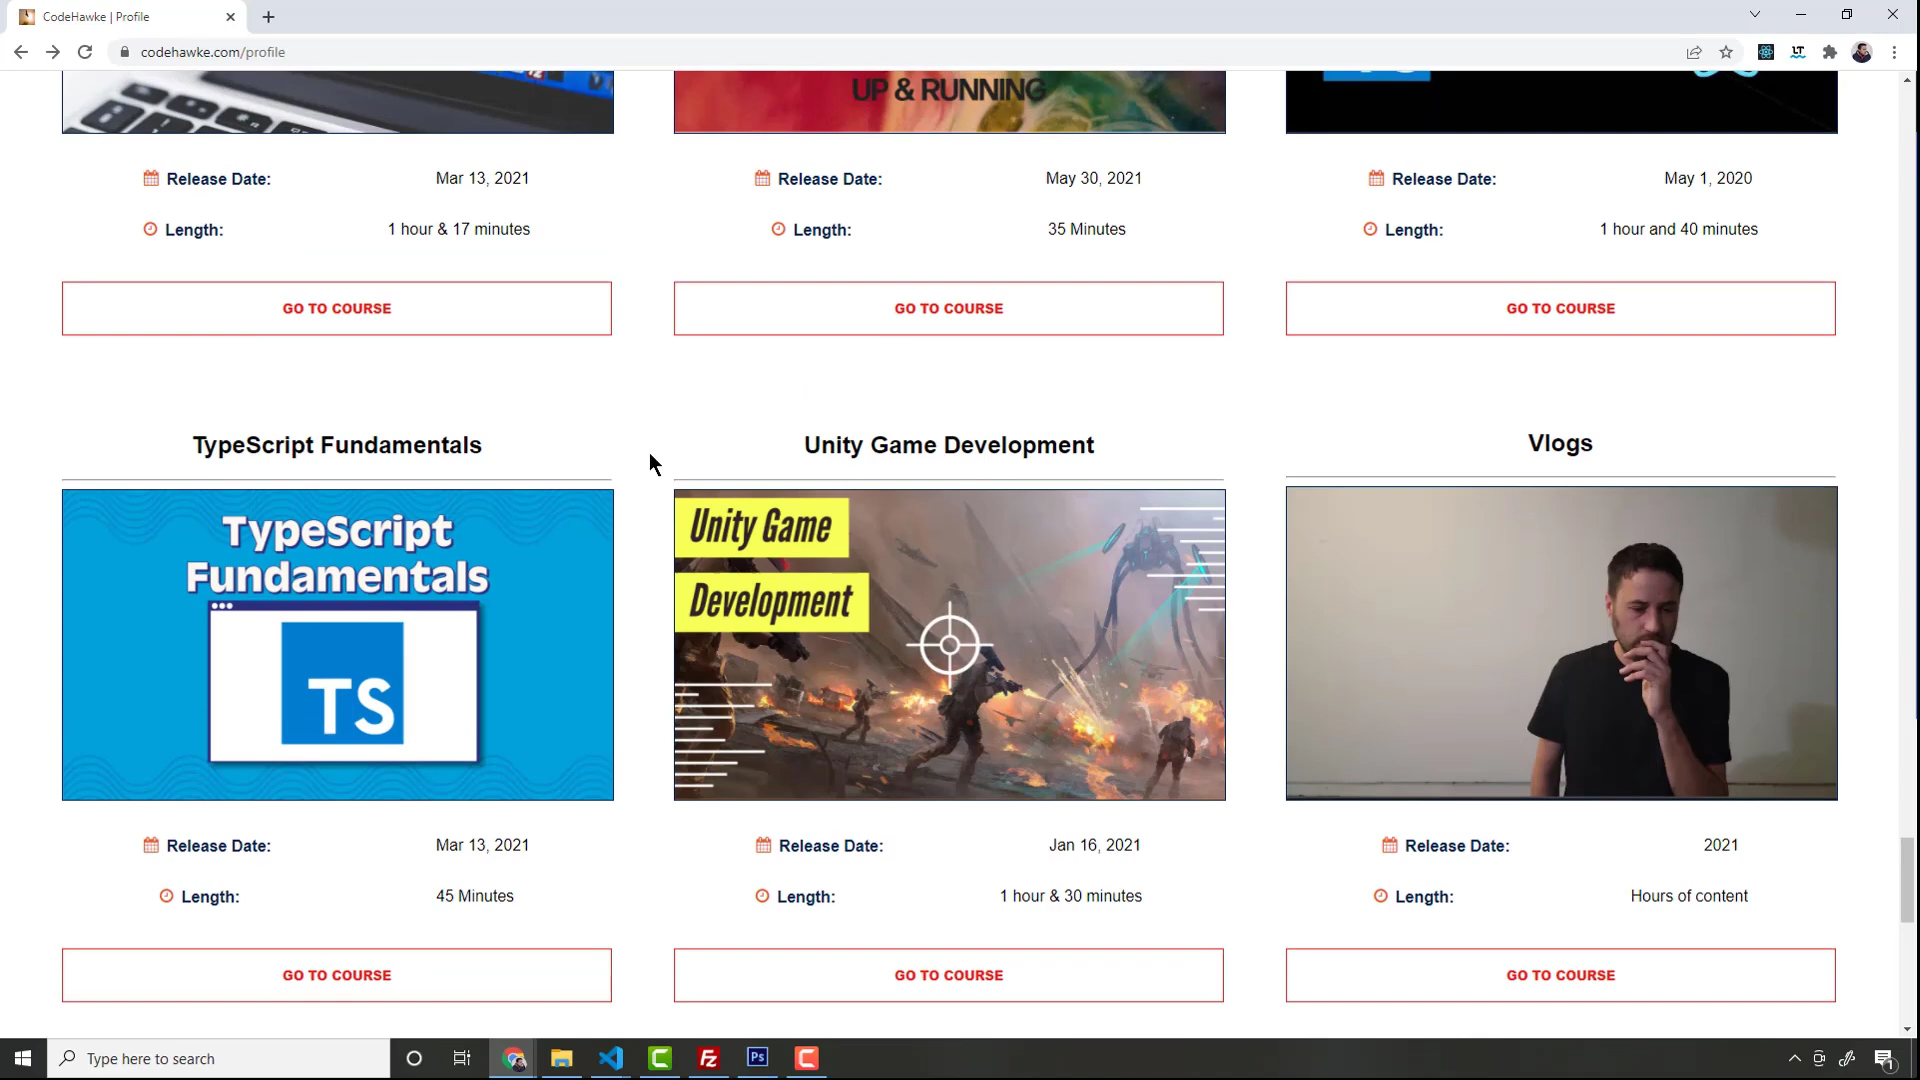 CodeHawke | Profile
codehawke.com/profile
LT
UP & RUNNING
Release Date: Mar 13, 2021
Length: 1 hour & 17 minutes
GO TO COURSE
Release Date: May 30, 2021
Length: 35 Minutes
GO TO COURSE
Release Date: May 1, 2020
Length: 1 hour and 40 minutes
GO TO COURSE
TypeScript Fundamentals
TypeScript
Fundamentals
TS
Release Date: Mar 13, 2021
Length: 45 Minutes
GO TO COURSE
Unity Game Development
Unity Game
Development
Release Date: Jan 16, 2021
Length: 1 hour & 30 minutes
GO TO COURSE
Vlogs
Release Date: 2021
Length: Hours of content
GO TO COURSE
Type here to search
Fz
Ps
1